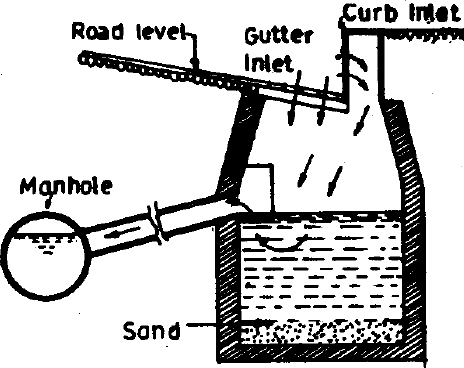 Curb Inlet
Road level
Gutter
Inlet
Manhole
Sand